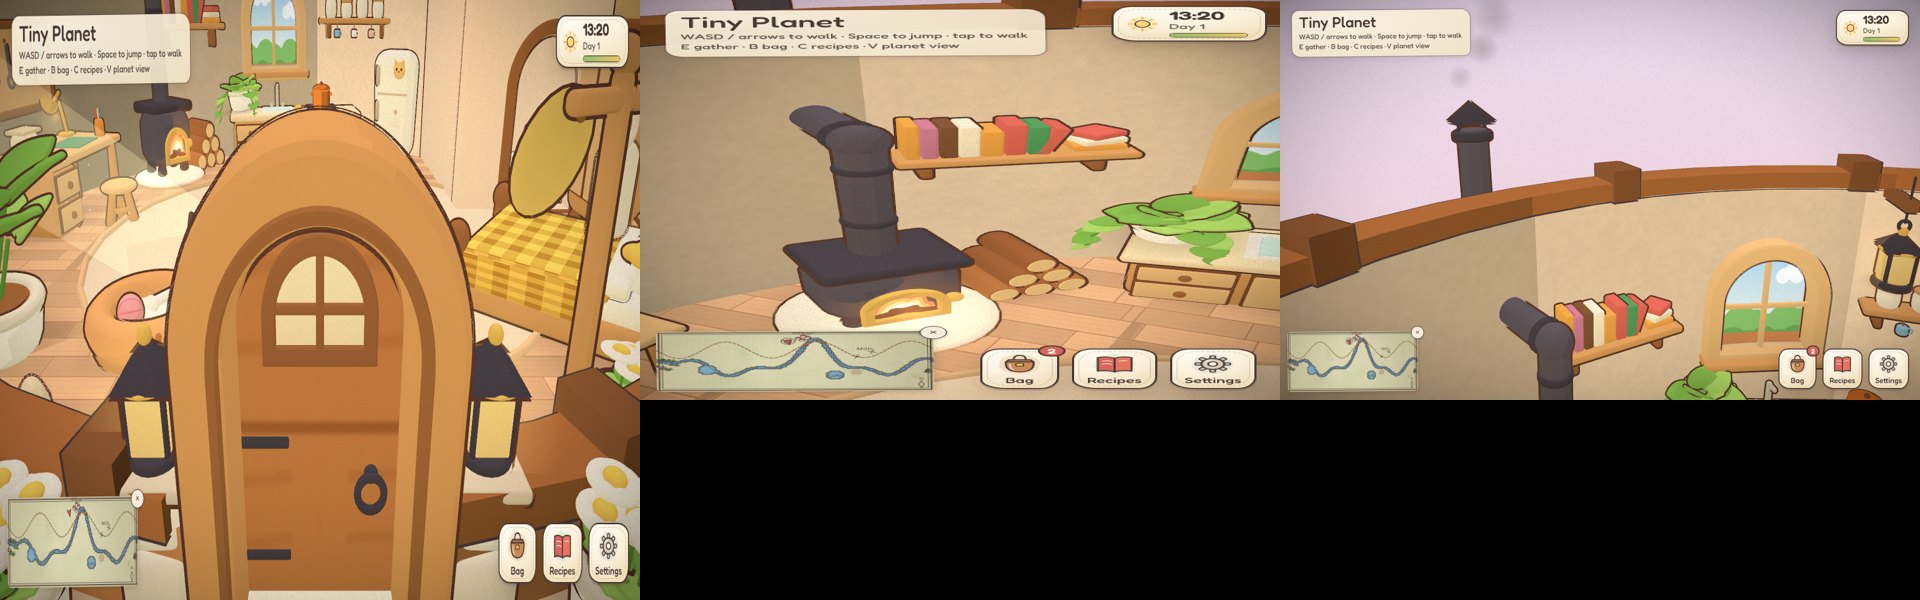 Tiny Planet
WASD / arrows to walk · Space to jump · tap to walk
E gather · B bag · C recipes · V planet view
13:20
Day 1
x
Bag
Recipes
Settings
Tiny Planet
WASD / arrows to walk · Space to jump · tap to walk
E gather · B bag · C recipes · V planet view
13:20
Day 1
x
2
Bag
Recipes
Settings
Tiny Planet
WASD / arrows to walk · Space to jump · tap to walk
E gather · B bag · C recipes · V planet view
13:20
Day 1
x
2
Bag
Recipes
Settings